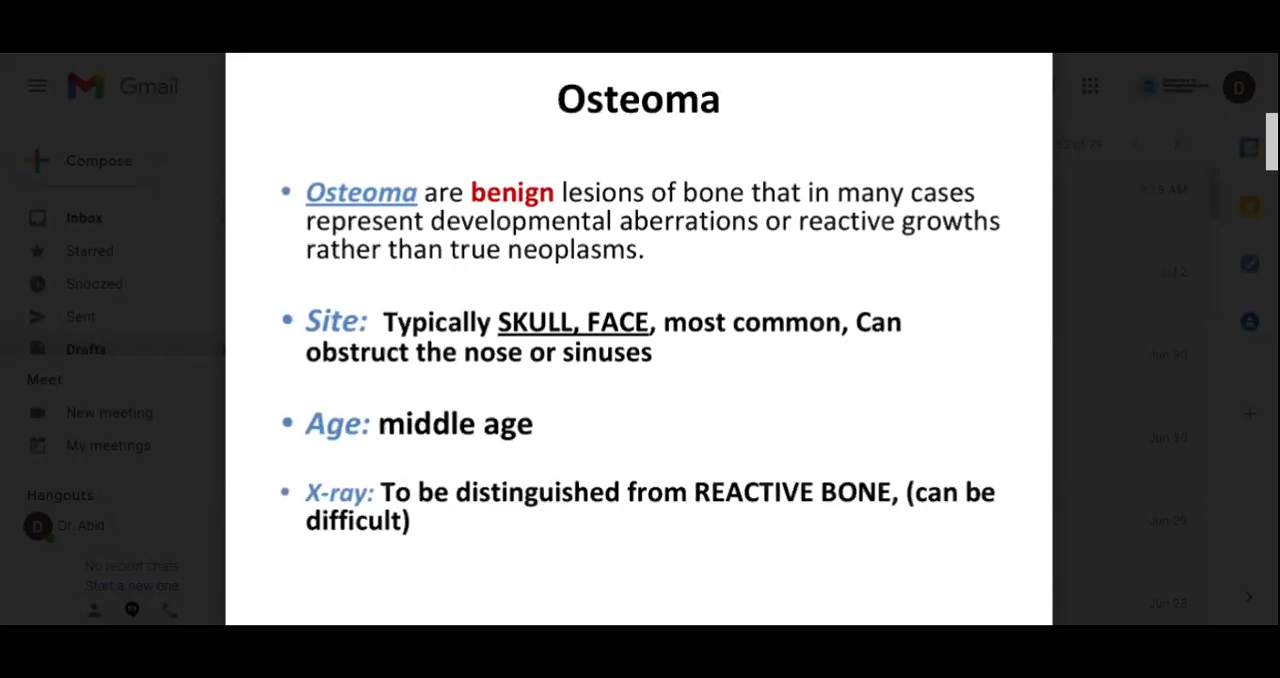 Osteoma
• Osteoma are benign lesions of bone that in many cases
represent developmental aberrations or reactive growths
rather than true neoplasms.
• Site: Typically SKULL, FACE, most common, Can
obstruct the nose or sinuses
• Age: middle age
• X-ray: To be distinguished from REACTIVE BONE, (can be
difficult)
Gmail
Compose
Inbox
Starred
Snoozed
Sent
Drafts
Meet
New meeting
My meetings
Hangouts
D Dr. Abid
No recent chats
Start a new one
D
of 79
AM
Jul 2
Jun 30
Jun 30
Jun 29
Jun 28